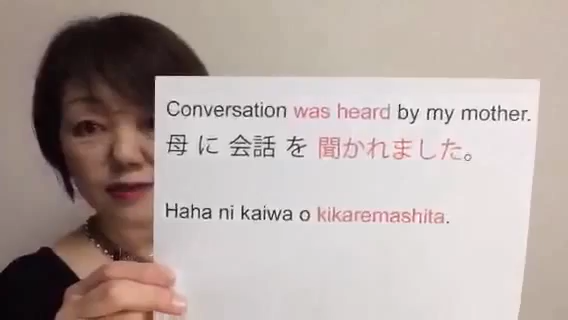 Conversation was heard by my mother.
母 に 会話 を 聞かれました。
Haha ni kaiwa o kikaremashita.